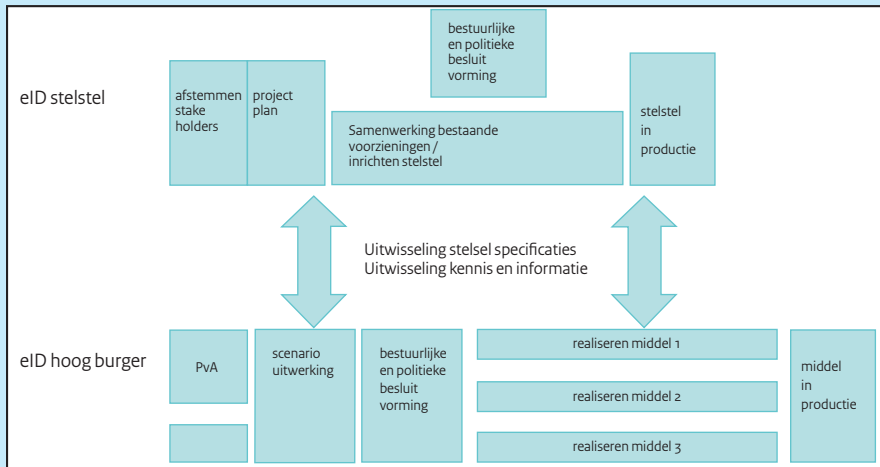 eID stelstel
afstemmen
stake
holders
project
plan
bestuurlijke
en politieke
besluit
vorming
Samenwerking bestaande
voorzieningen /
inrichten stelstel
stelstel
in
productie
Uitwisseling stelsel specificaties
Uitwisseling kennis en informatie
eID hoog burger
PvA
scenario
uitwerking
bestuurlijke
en politieke
besluit
vorming
realiseren middel 1
realiseren middel 2
realiseren middel 3
middel
in
productie